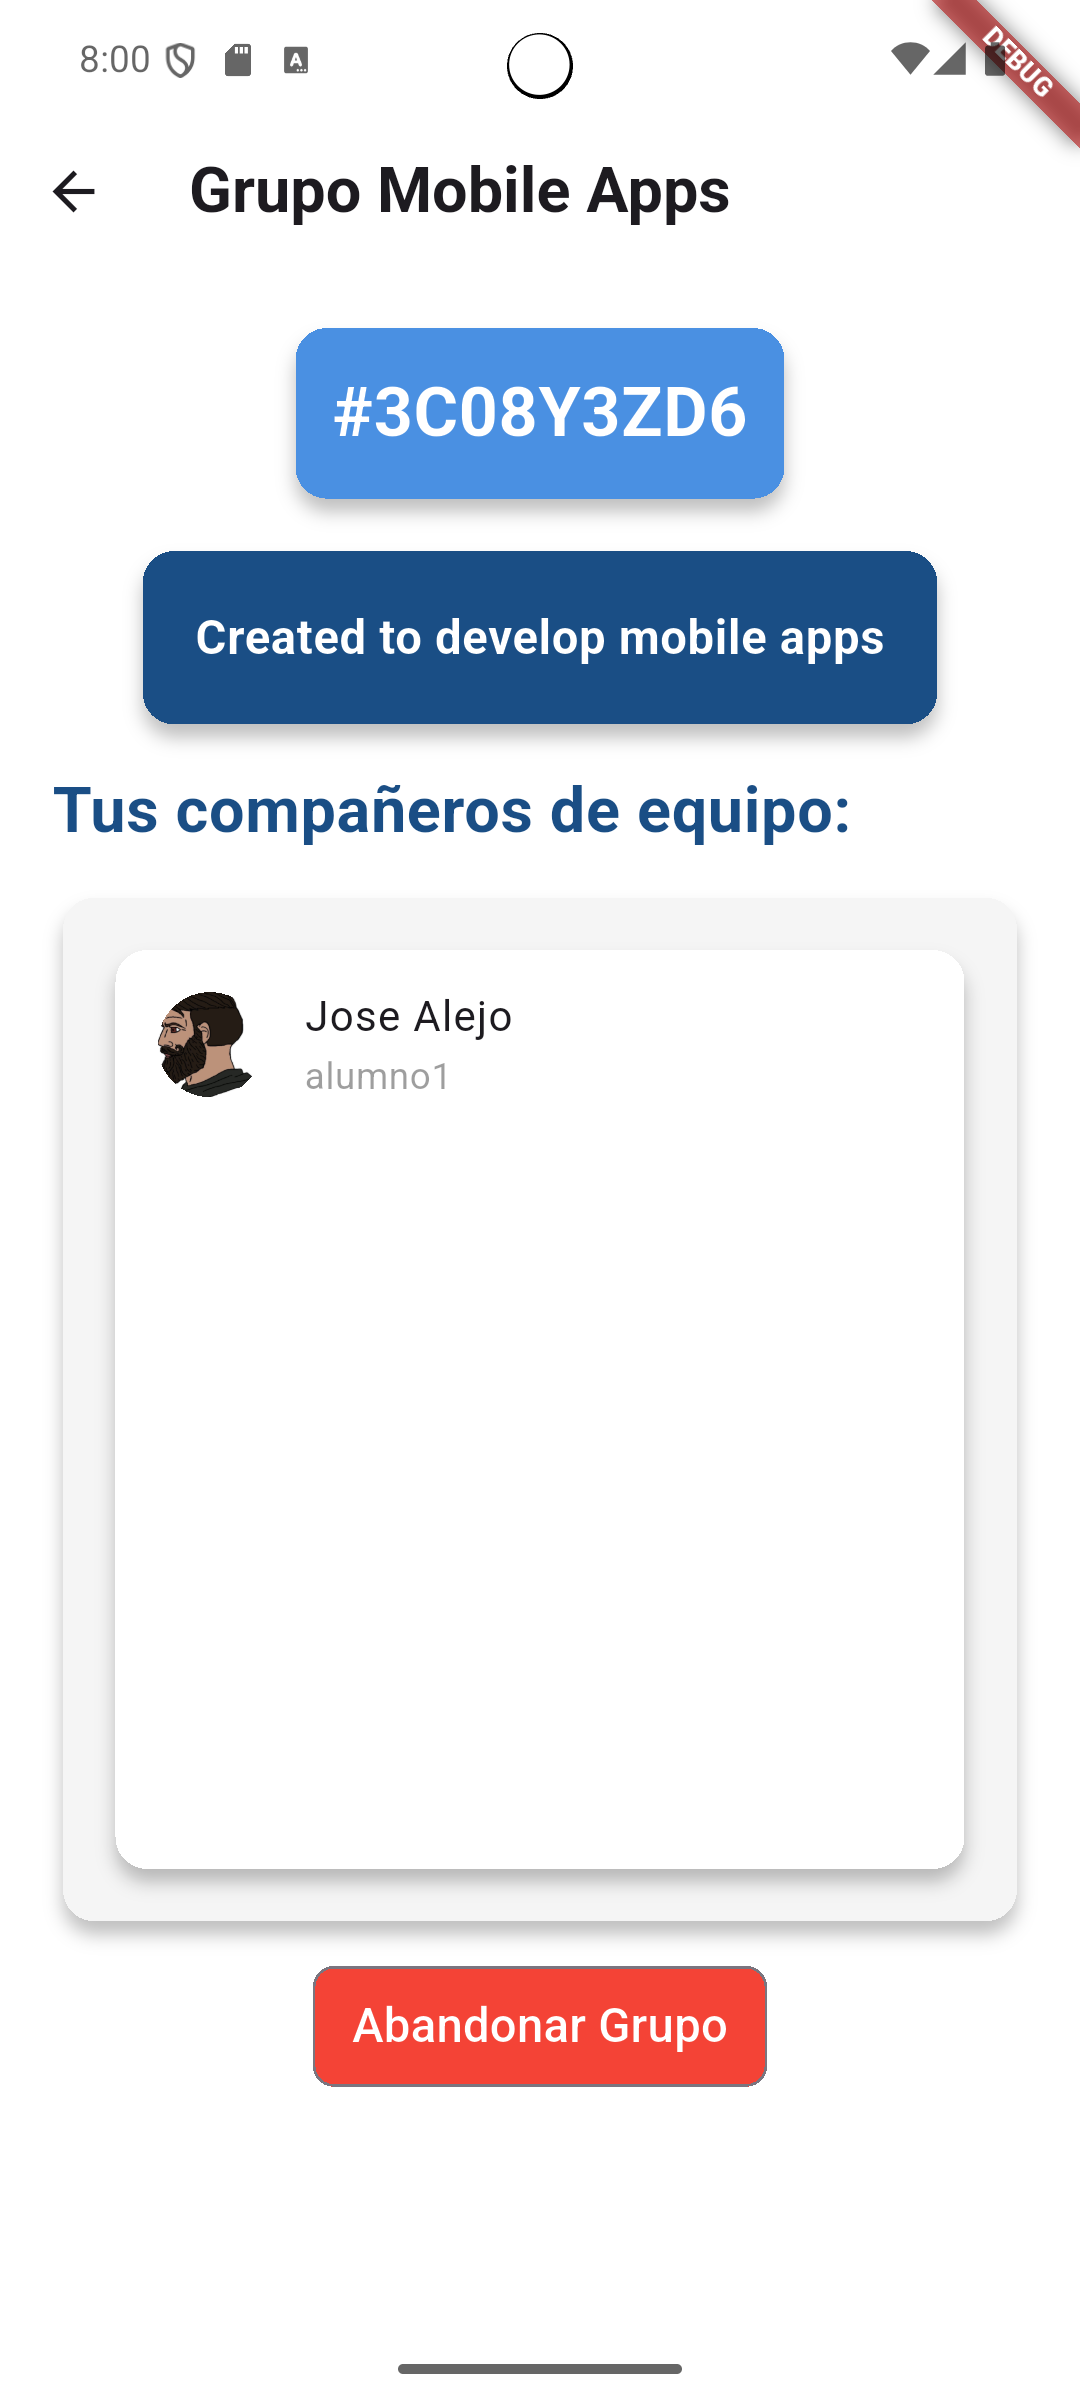 8:00
DEBUG
Grupo Mobile Apps
#3C08Y3ZD6
Created to develop mobile apps
Tus compañeros de equipo:
Jose Alejo
alumno1
Abandonar Grupo